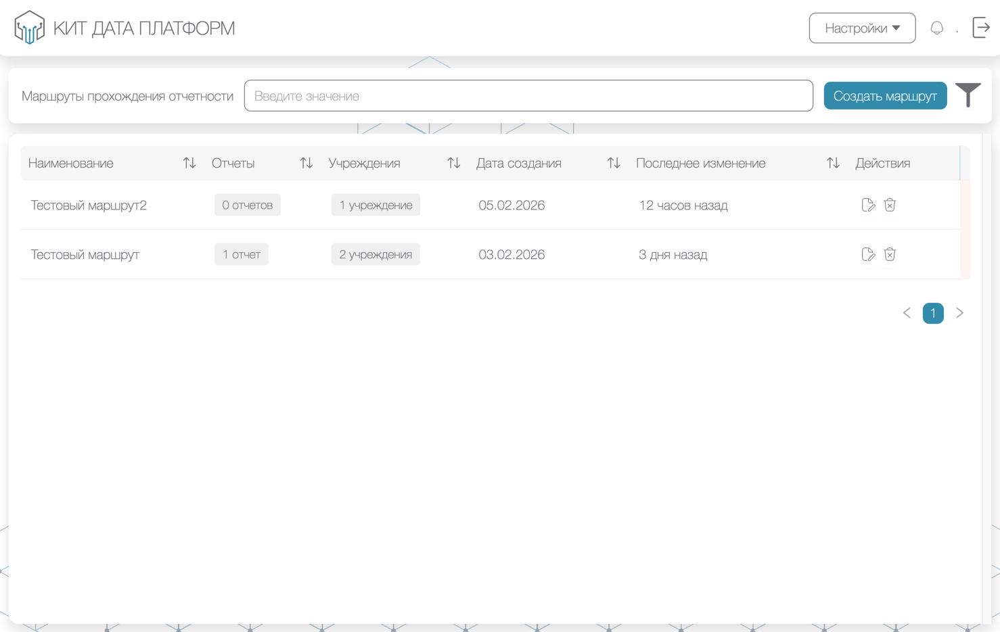 КИТ ДАТА ПЛАТФОРМ
Настройки
.
Маршруты прохождения отчетности
Введите значение
Создать маршрут
Наименование Отчеты Учреждения Дата создания Последнее изменение Действия
Тестовый маршрут2 0 отчетов 1 учреждение 05.02.2026 12 часов назад
Тестовый маршрут 1 отчет 2 учреждения 03.02.2026 3 дня назад
1